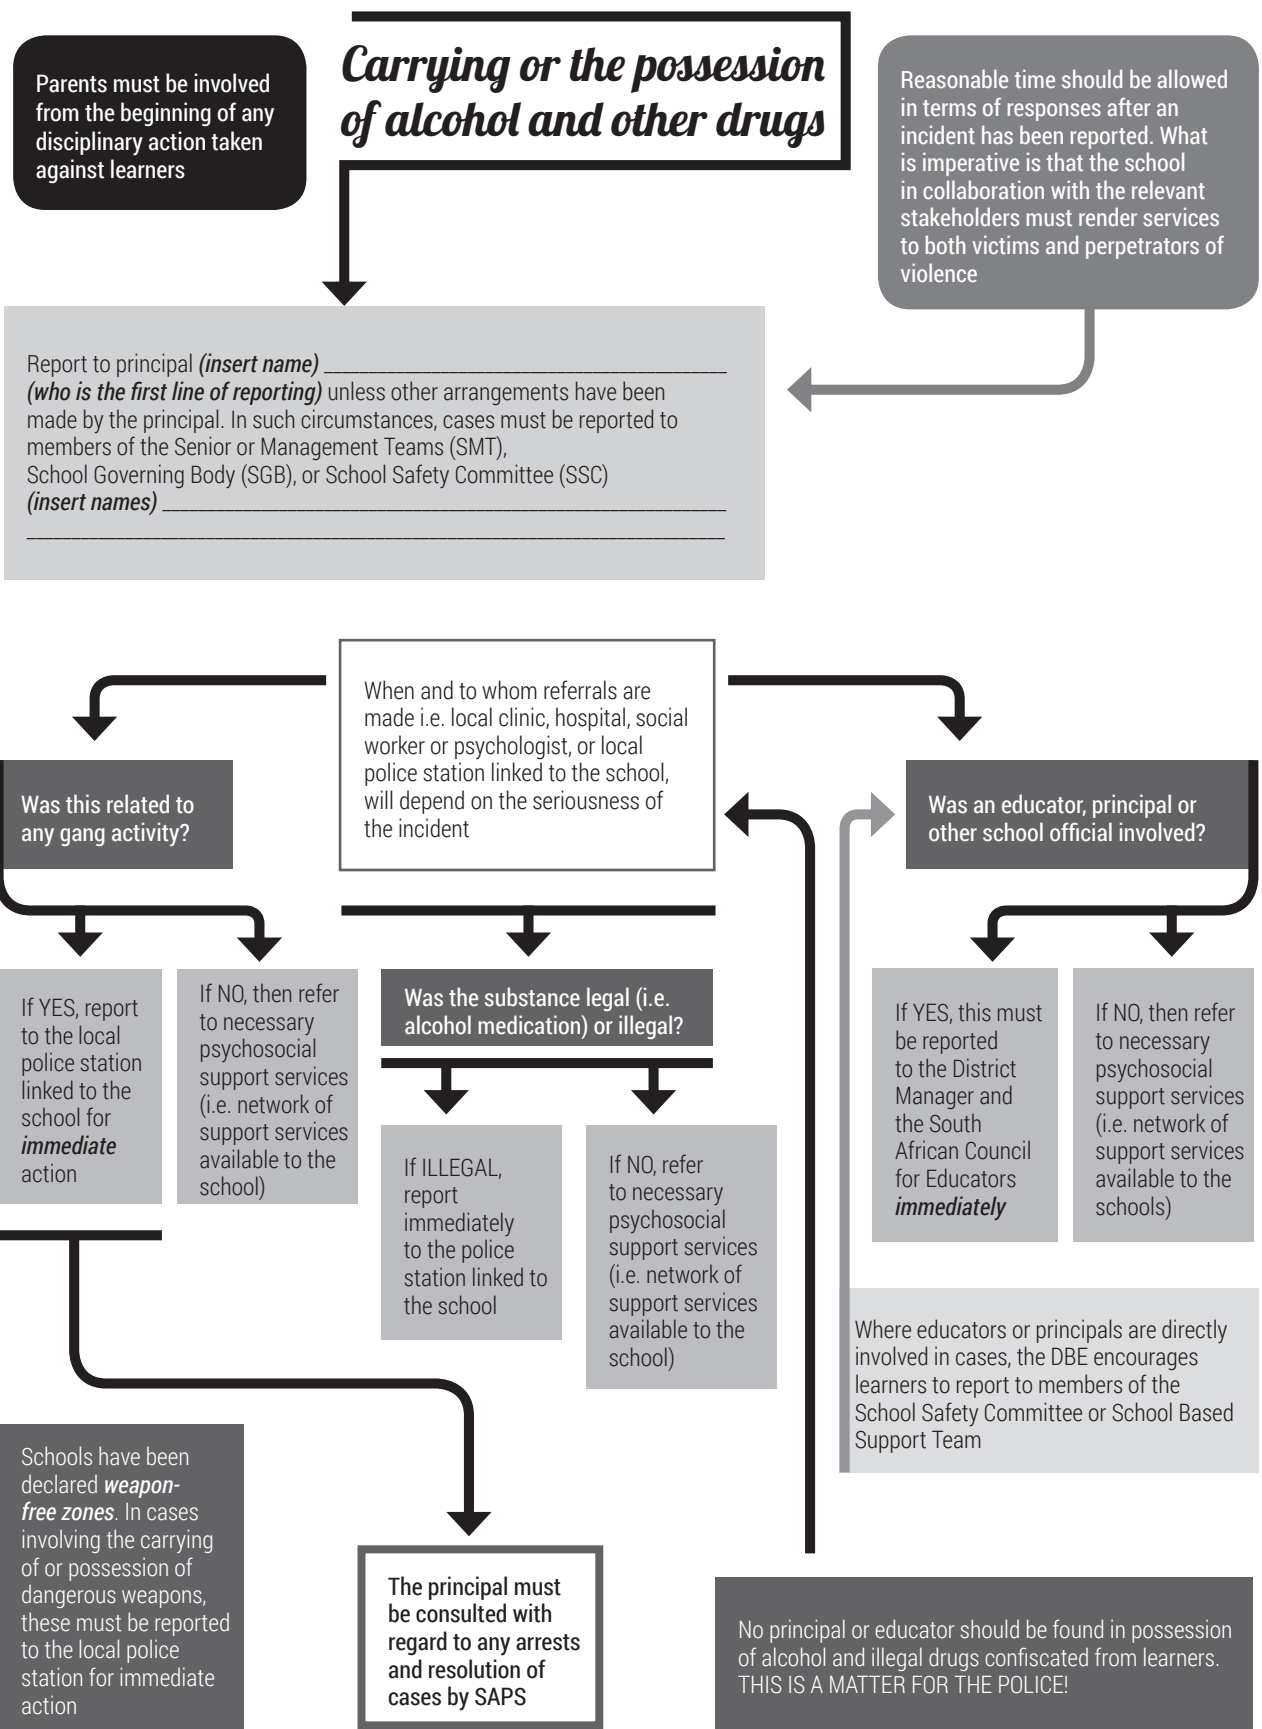 Parents must be involved
from the beginning of any
disciplinary action taken
against learners
Carrying or the possession
of alcohol and other drugs
Reasonable time should be allowed
in terms of responses after an
incident has been reported. What
is imperative is that the school
in collaboration with the relevant
stakeholders must render services
to both victims and perpetrators of
violence
Report to principal (insert name) ________________________________________
(who is the first line of reporting) unless other arrangements have been
made by the principal. In such circumstances, cases must be reported to
members of the Senior or Management Teams (SMT),
School Governing Body (SGB), or School Safety Committee (SSC)
(insert names) ________________________________________________________
______________________________________________________________________
When and to whom referrals are
made i.e. local clinic, hospital, social
worker or psychologist, or local
police station linked to the school,
will depend on the seriousness of
the incident
Was this related to
any gang activity?
Was an educator, principal or
other school official involved?
If YES, report
to the local
police station
linked to the
school for
immediate
action
If NO, then refer
to necessary
psychosocial
support services
(i.e. network of
support services
available to the
school)
Was the substance legal (i.e.
alcohol medication) or illegal?
If ILLEGAL,
report
immediately
to the police
station linked to
the school
If NO, refer
to necessary
psychosocial
support services
(i.e. network of
support services
available to the
school)
If YES, this must
be reported
to the District
Manager and
the South
African Council
for Educators
immediately
If NO, then refer
to necessary
psychosocial
support services
(i.e. network of
support services
available to the
schools)
Where educators or principals are directly
involved in cases, the DBE encourages
learners to report to members of the
School Safety Committee or School Based
Support Team
Schools have been
declared weapon-
free zones. In cases
involving the carrying
of or possession of
dangerous weapons,
these must be reported
to the local police
station for immediate
action
The principal must
be consulted with
regard to any arrests
and resolution of
cases by SAPS
No principal or educator should be found in possession
of alcohol and illegal drugs confiscated from learners.
THIS IS A MATTER FOR THE POLICE!